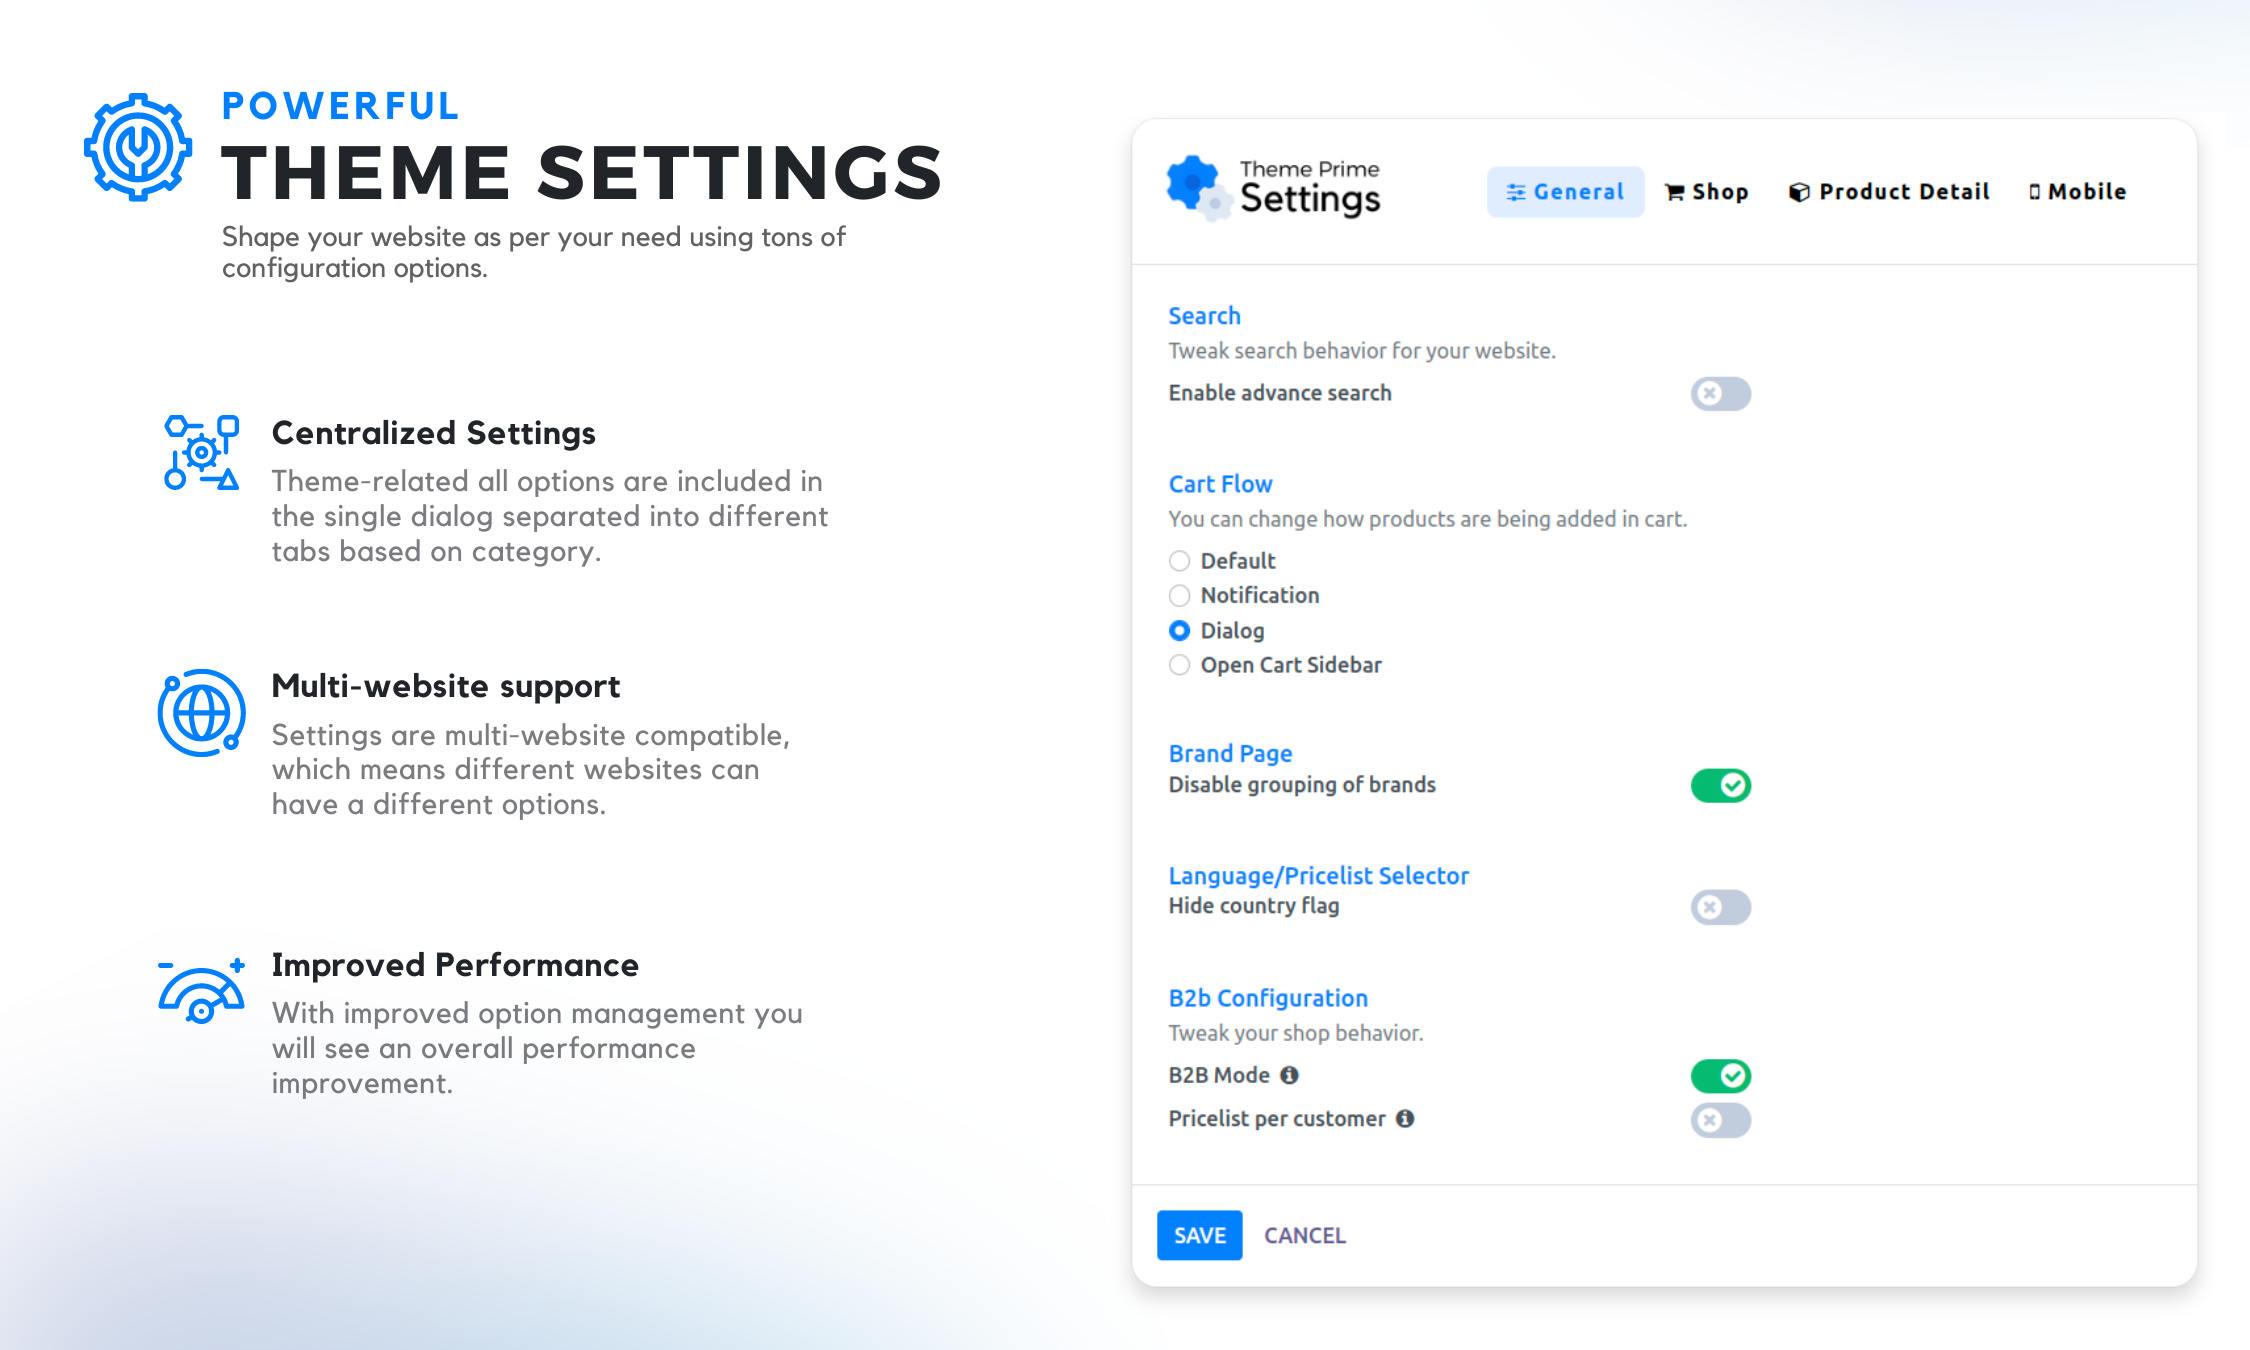 POWERFUL
THEME SETTINGS
Shape your website as per your need using tons of
configuration options.
Centralized Settings
Theme-related all options are included in
the single dialog separated into different
tabs based on category.
Multi-website support
Settings are multi-website compatible,
which means different websites can
have a different options.
Improved Performance
With improved option management you
will see an overall performance
improvement.
Theme Prime
Settings
General Shop Product Detail Mobile
Search
Tweak search behavior for your website.
Enable advance search
Cart Flow
You can change how products are being added in cart.
Default
Notification
Dialog
Open Cart Sidebar
Brand Page
Disable grouping of brands
Language/Pricelist Selector
Hide country flag
B2b Configuration
Tweak your shop behavior.
B2B Mode
Pricelist per customer
SAVE CANCEL